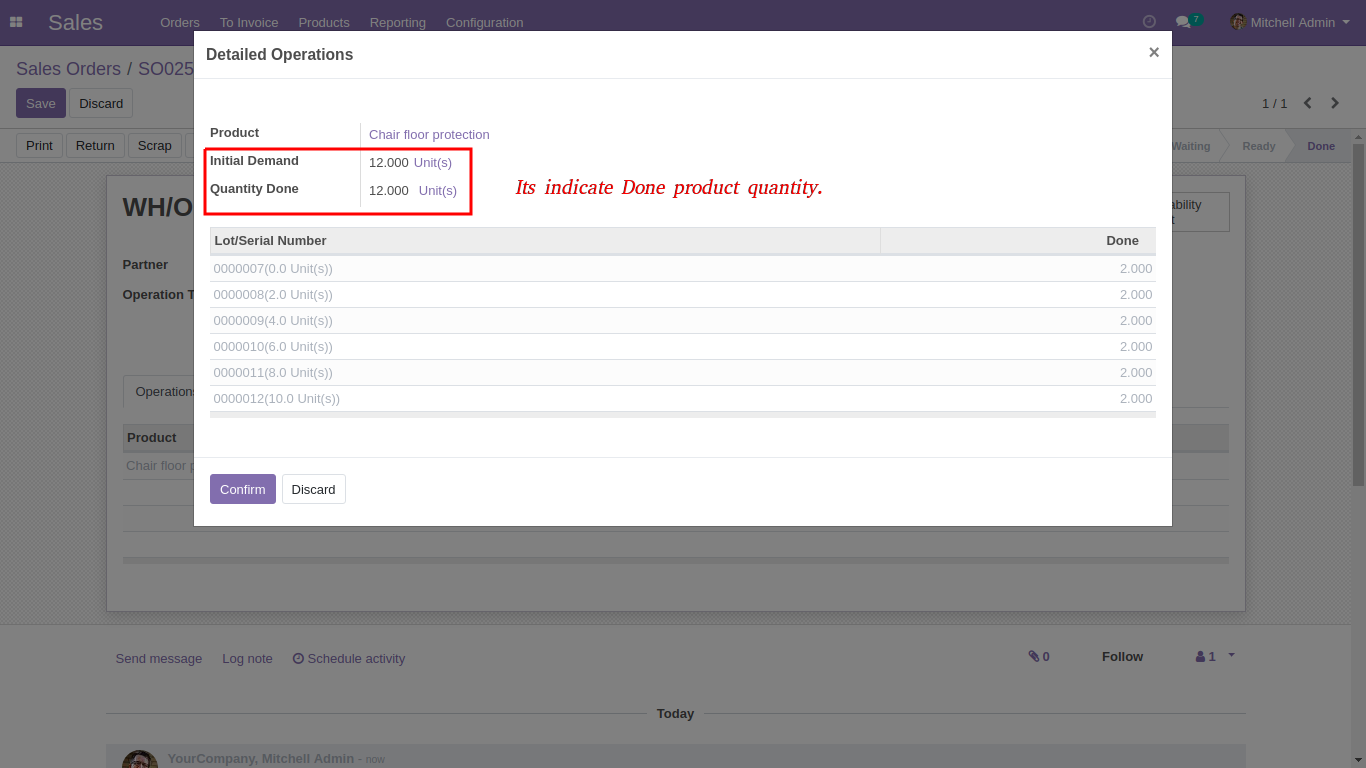 Sales Orders To Invoice Products Reporting Configuration 7 Mitchell Admin
Detailed Operations ×
Sales Orders / SO025
Save Discard 1 / 1
Print Return Scrap Waiting Ready Done
Product Chair floor protection
Initial Demand 12.000 Unit(s)
Quantity Done 12.000 Unit(s)
Its indicate Done product quantity.
WH/O
Partner
Operation T
Lot/Serial Number Done
0000007(0.0 Unit(s)) 2.000
0000008(2.0 Unit(s)) 2.000
0000009(4.0 Unit(s)) 2.000
0000010(6.0 Unit(s)) 2.000
0000011(8.0 Unit(s)) 2.000
0000012(10.0 Unit(s)) 2.000
Operations
Product
Chair floor p
Confirm Discard
Send message Log note Schedule activity 0 Follow 1
Today
YourCompany, Mitchell Admin - now